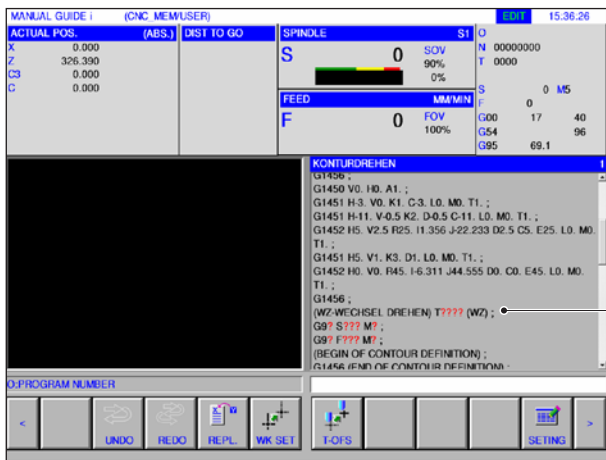 MANUAL GUIDE i (CNC_MEM/USER) EDIT 15.36.26
ACTUAL POS. (ABS.) DIST TO GO
X 0.000
Z 326.390
C3 0.000
C 0.000
SPINDLE S1
S 0 SOV
90%
0%
FEED MM/MIN
F 0 FOV
100%
O
N 00000000
T 0000
S 0 M5
F 0
G00 17 40
G54 96
G95 69.1
KONTURDREHEN 1
G1456 ;
G1450 V0. H0. A1. ;
G1451 H-3. V0. K1. C-3. L0. M0. T1. ;
G1451 H-11. V-0.5 K2. D-0.5 C-11. L0. M0. T1. ;
G1452 H5. V2.5 R25. I1.356 J-22.233 D2.5 C5. E25. L0. M0.
T1. ;
G1451 H5. V1. K3. D1. L0. M0. T1. ;
G1452 H0. V0. R45. I-6.311 J44.555 D0. C0. E45. L0. M0.
T1. ;
G1456 ;
(WZ-WECHSEL DREHEN) T???? (WZ) ;
G9? S??? M? ;
G9? F??? M? ;
(BEGIN OF CONTOUR DEFINITION) ;
G1456 (END OF CONTOUR DEFINITION) ;
O:PROGRAM NUMBER
< UNDO REDO REPL. WK SET T-OFS SETING >